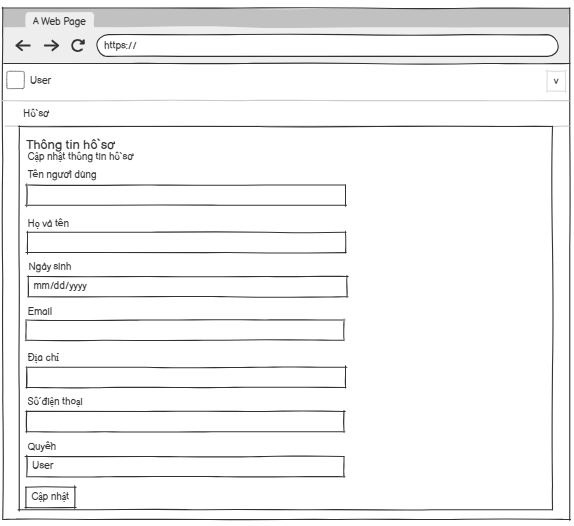 A Web Page
https://
User
v
Hồ sơ
Thông tin hồ sơ
Cập nhật thông tin hồ sơ
Tên người dùng
Họ và tên
Ngày sinh
mm/dd/yyyy
Email
Địa chỉ
Số điện thoại
Quyền
User
Cập nhật